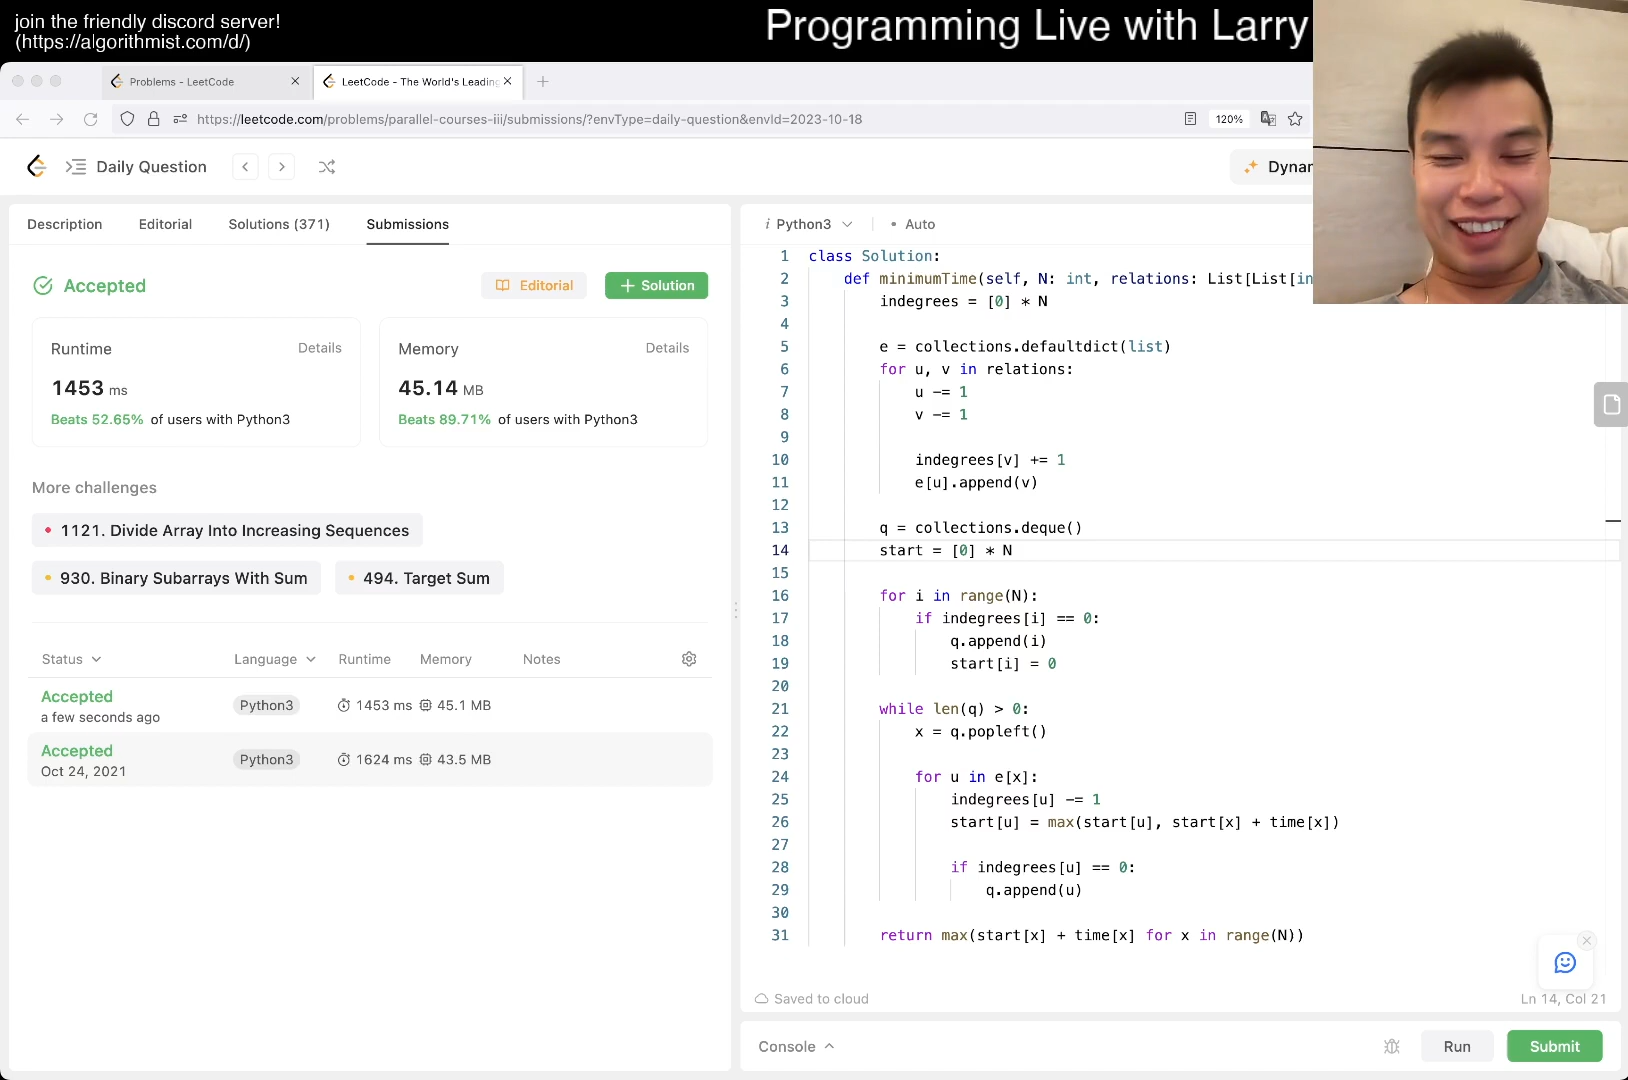 join the friendly discord server!
(https://algorithmist.com/d/)
Programming Live with Larry
Problems - LeetCode
LeetCode - The World's Leading
https://leetcode.com/problems/parallel-courses-iii/submissions/?envType=daily-question&envId=2023-10-18
120%
Daily Question
Dynam
Description Editorial Solutions (371) Submissions
Accepted
Editorial
+ Solution
Runtime Details
1453 ms
Beats 52.65% of users with Python3
Memory Details
45.14 MB
Beats 89.71% of users with Python3
More challenges
1121. Divide Array Into Increasing Sequences
930. Binary Subarrays With Sum
494. Target Sum
Status Language Runtime Memory Notes
Accepted
a few seconds ago
Python3 1453 ms 45.1 MB
Accepted
Oct 24, 2021
Python3 1624 ms 43.5 MB
i Python3 • Auto
1 class Solution:
2 def minimumTime(self, N: int, relations: List[List[in
3 indegrees = [0] * N
4
5 e = collections.defaultdict(list)
6 for u, v in relations:
7 u -= 1
8 v -= 1
9
10 indegrees[v] += 1
11 e[u].append(v)
12
13 q = collections.deque()
14 start = [0] * N
15
16 for i in range(N):
17 if indegrees[i] == 0:
18 q.append(i)
19 start[i] = 0
20
21 while len(q) > 0:
22 x = q.popleft()
23
24 for u in e[x]:
25 indegrees[u] -= 1
26 start[u] = max(start[u], start[x] + time[x])
27
28 if indegrees[u] == 0:
29 q.append(u)
30
31 return max(start[x] + time[x] for x in range(N))
Saved to cloud
Ln 14, Col 21
Console
Run
Submit